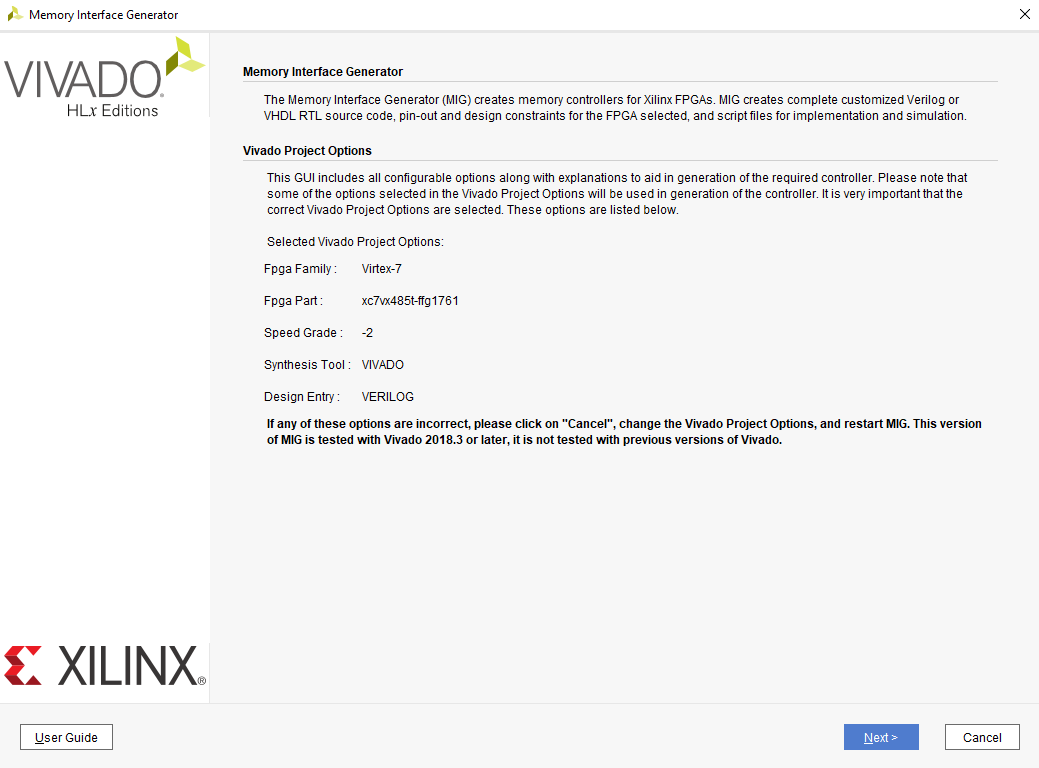 Memory Interface Generator
VIVADO.
HLx Editions
Memory Interface Generator
The Memory Interface Generator (MIG) creates memory controllers for Xilinx FPGAs. MIG creates complete customized Verilog or
VHDL RTL source code, pin-out and design constraints for the FPGA selected, and script files for implementation and simulation.
Vivado Project Options
This GUI includes all configurable options along with explanations to aid in generation of the required controller. Please note that
some of the options selected in the Vivado Project Options will be used in generation of the controller. It is very important that the
correct Vivado Project Options are selected. These options are listed below.
Selected Vivado Project Options:
Fpga Family : Virtex-7
Fpga Part : xc7vx485t-ffg1761
Speed Grade : -2
Synthesis Tool : VIVADO
Design Entry : VERILOG
If any of these options are incorrect, please click on "Cancel", change the Vivado Project Options, and restart MIG. This version
of MIG is tested with Vivado 2018.3 or later, it is not tested with previous versions of Vivado.
XILINX®
User Guide
Next >
Cancel